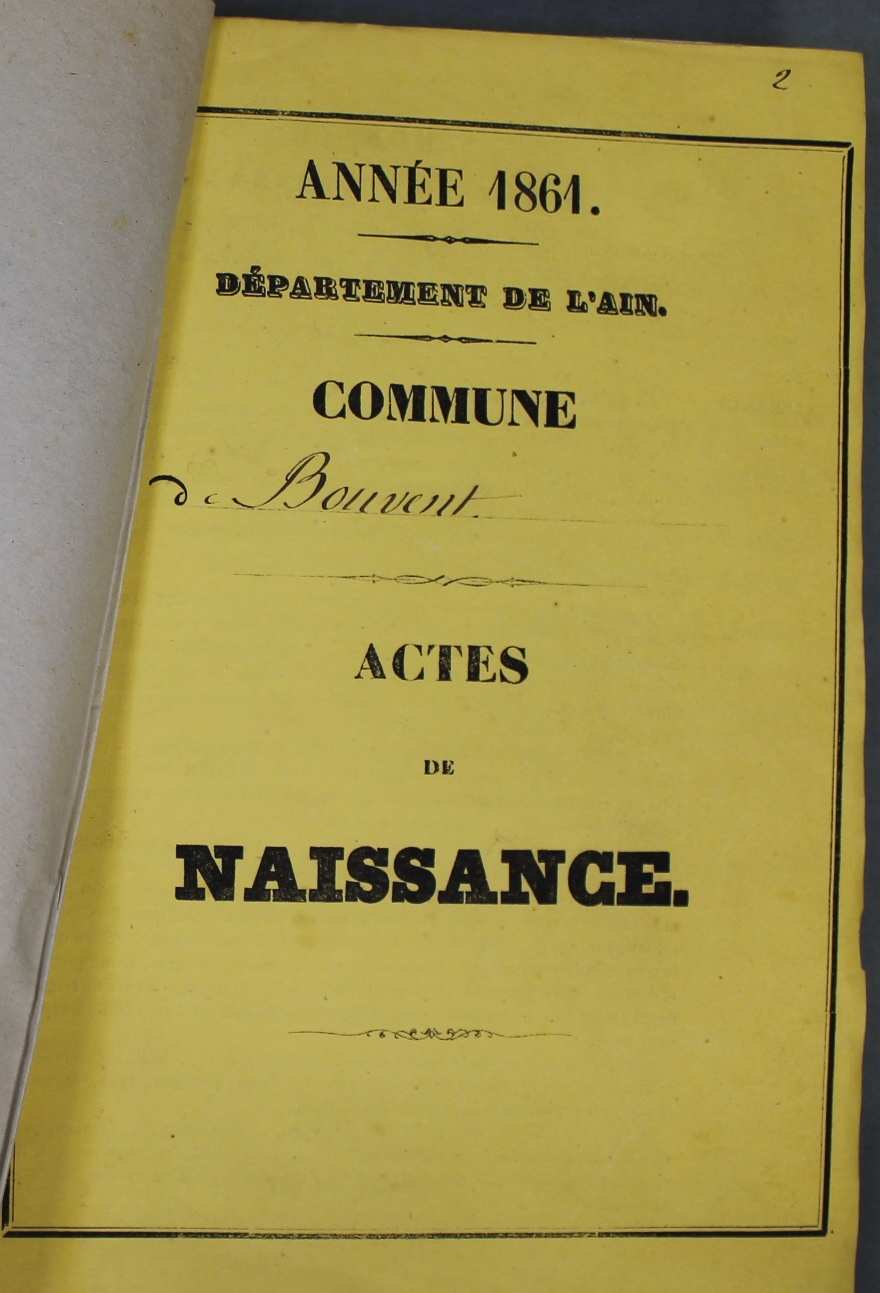 2
ANNÉE 1861.
DÉPARTEMENT DE L'AIN.
COMMUNE
de Bouvent.
ACTES
DE
NAISSANCE.